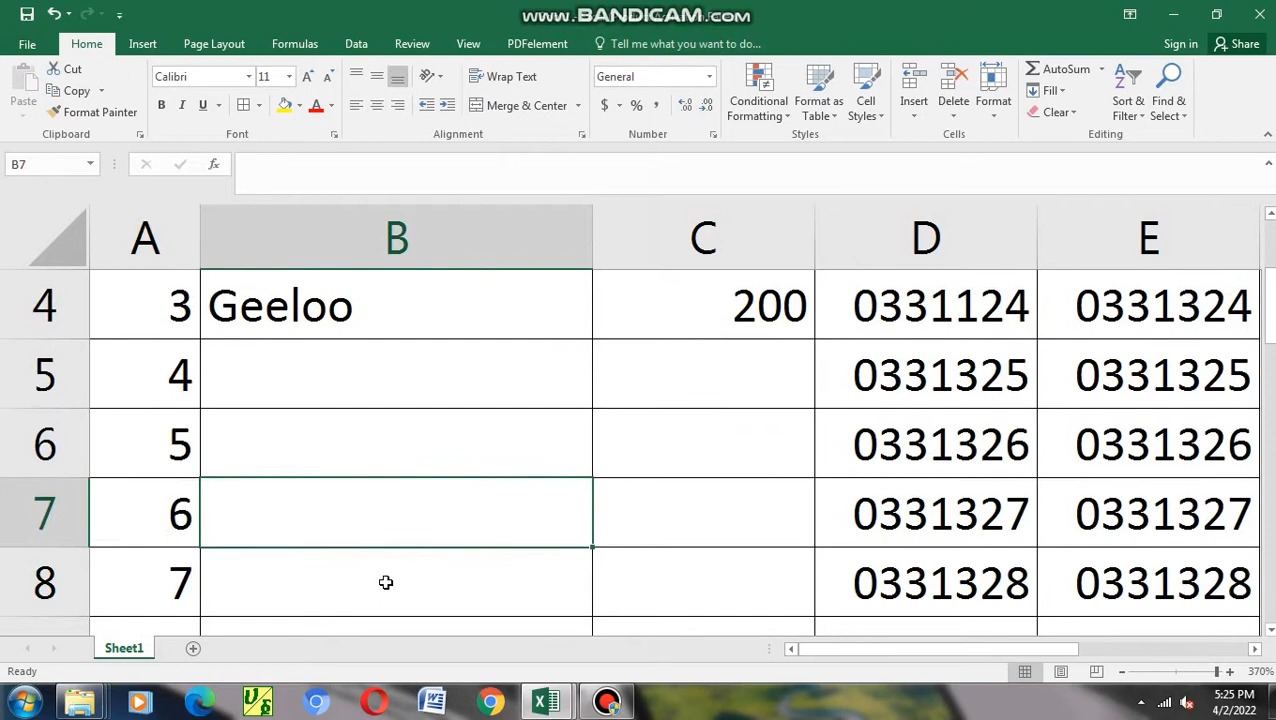 www.BANDICAM.com
File Home Insert Page Layout Formulas Data Review View PDFelement Tell me what you want to do... Sign in Share
Cut
Copy
Format Painter
Paste
Clipboard
Calibri 11 A A
B I U A
Font
Wrap Text
Merge & Center
Alignment
General
$ % ,
Number
Conditional Formatting
Format as Table
Cell Styles
Styles
Insert Delete Format
Cells
AutoSum
Fill
Clear
Sort & Filter
Find & Select
Editing
B7 fx
A B C D E
4 3 Geeloo 200 0331124 0331324
5 4 0331325 0331325
6 5 0331326 0331326
7 6 0331327 0331327
8 7 0331328 0331328
Sheet1
Ready 370%
5:25 PM
4/2/2022